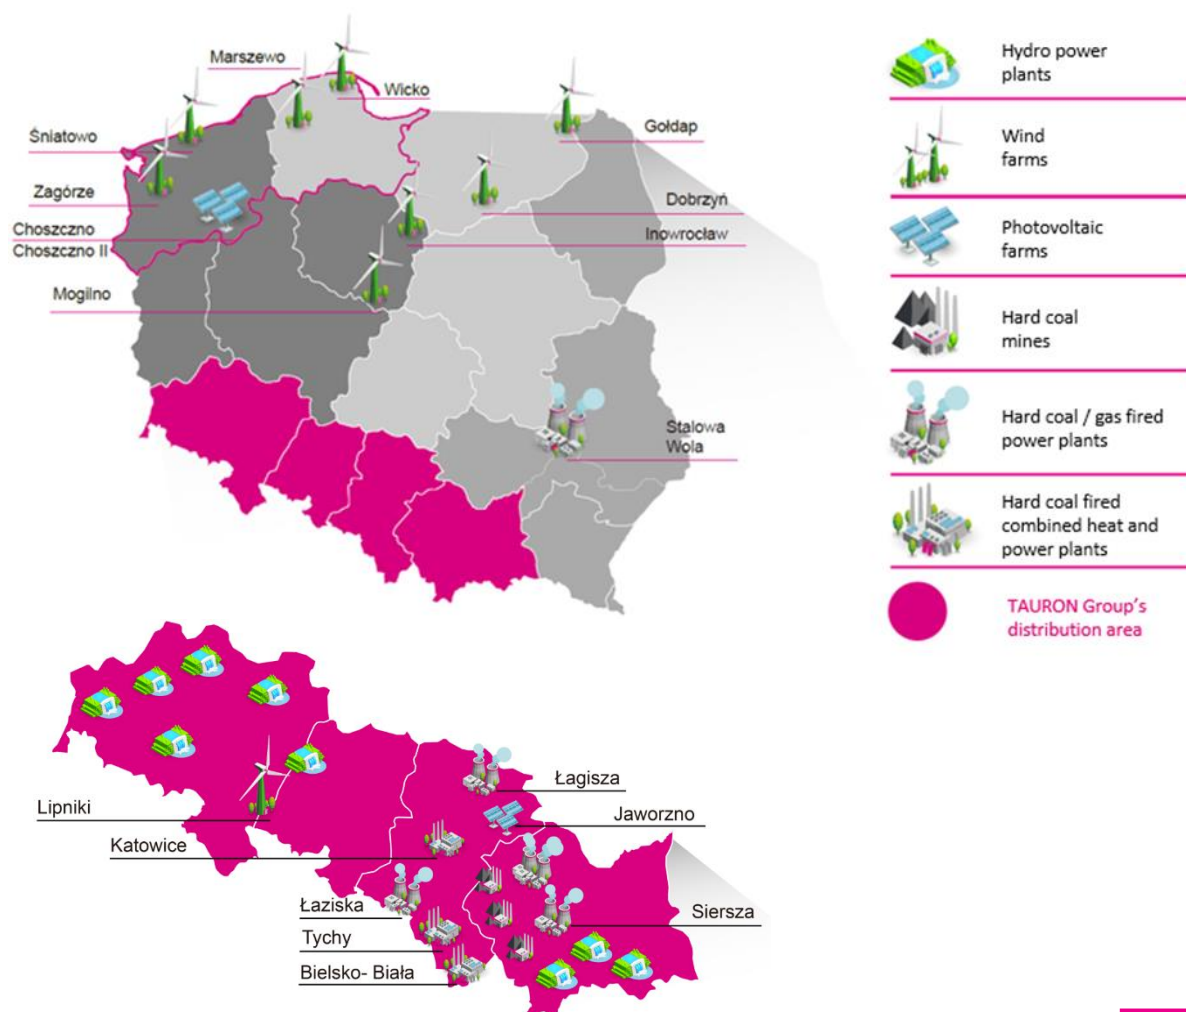 Marszewo
Wicko
Śniatowo
Gołdap
Zagórze
Dobrzyń
Choszczno
Inowrocław
Choszczno II
Mogilno
Stalowa
Wola
Hydro power
plants
Wind
farms
Photovoltaic
farms
Hard coal
mines
Hard coal / gas fired
power plants
Hard coal fired
combined heat and
power plants
TAURON Group's
distribution area
Łagisza
Lipniki
Jaworzno
Katowice
Łaziska
Siersza
Tychy
Bielsko- Biała